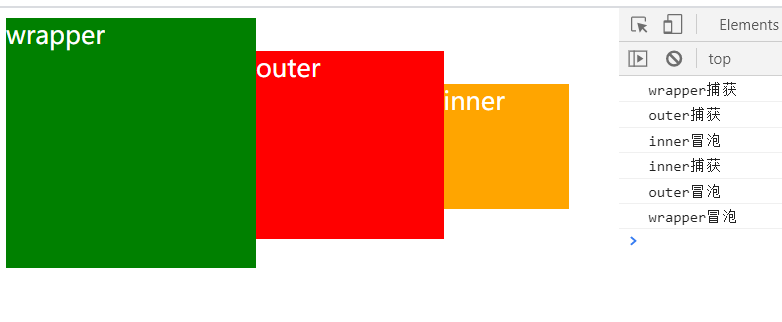 wrapper
outer
inner
Elements
top
wrapper捕获
outer捕获
inner冒泡
inner捕获
outer冒泡
wrapper冒泡